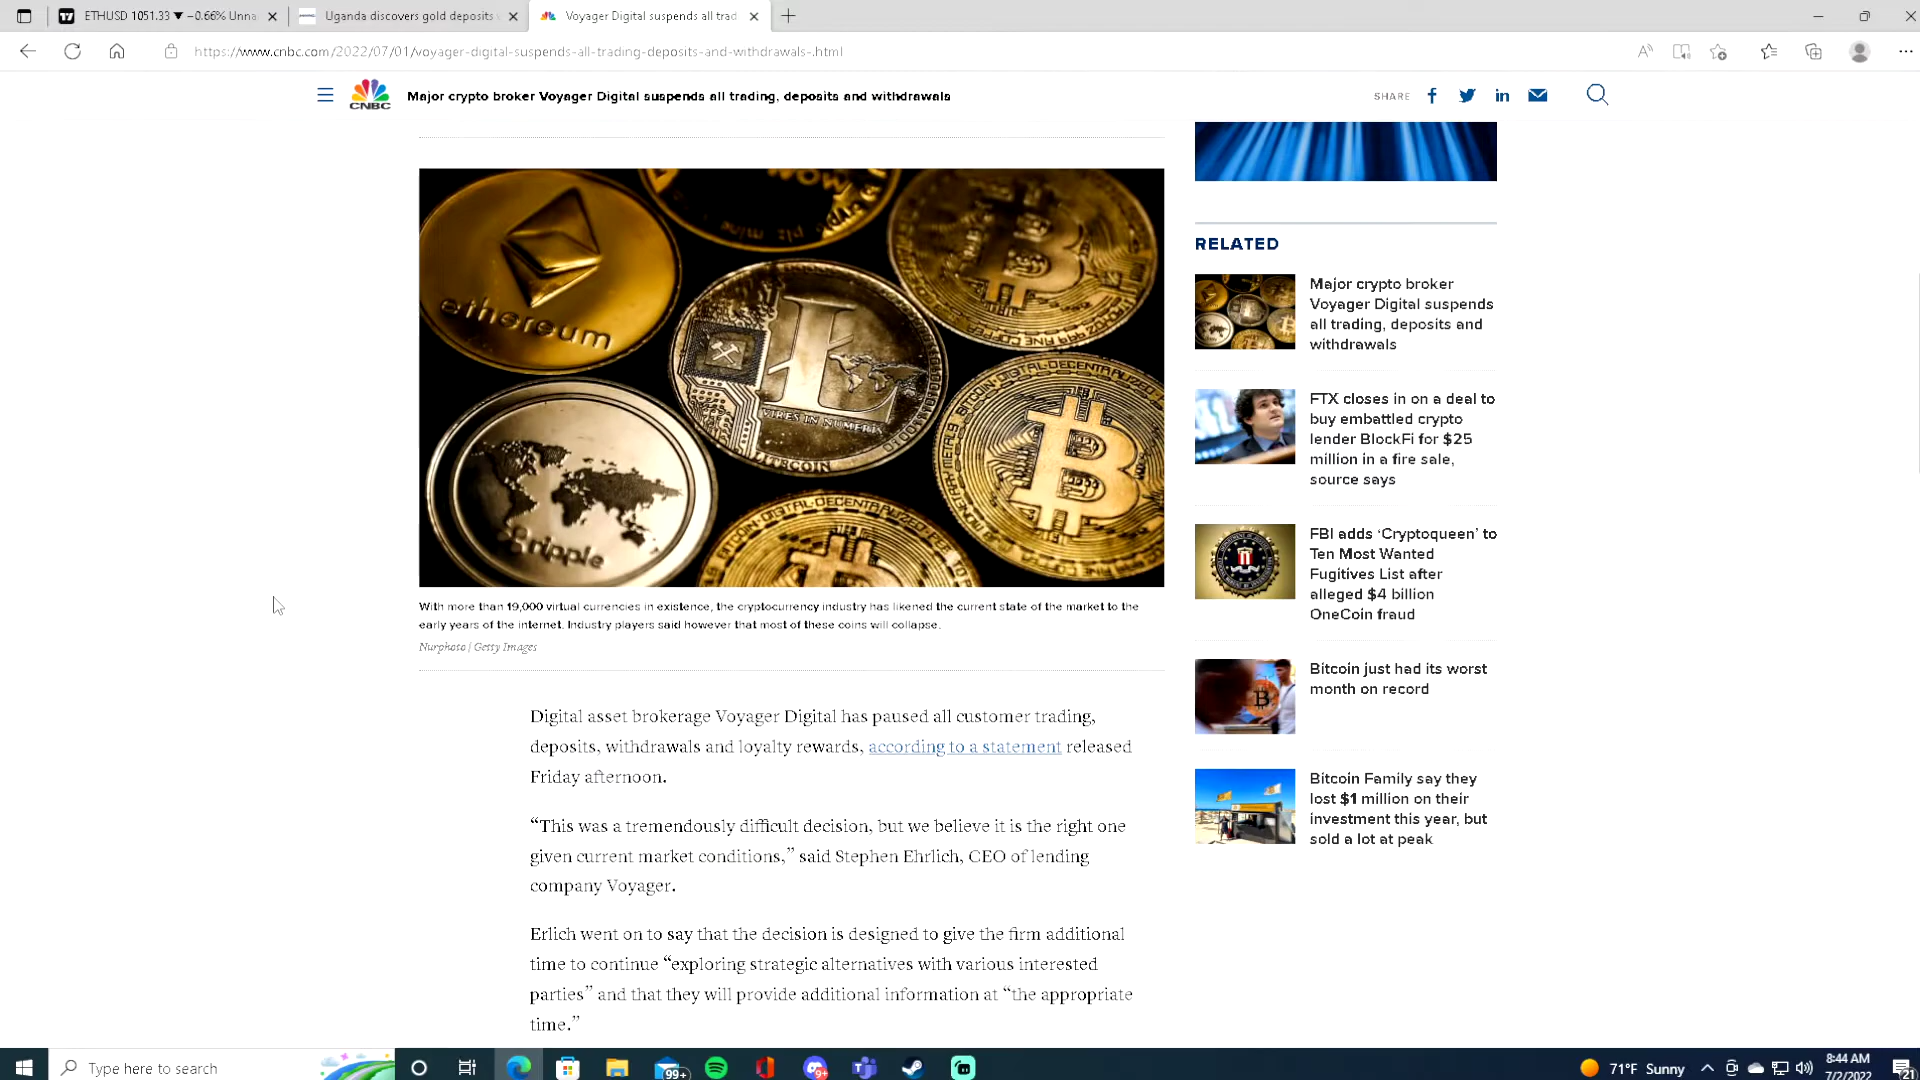 ETHUSD 1051.33 ▼ −0.66% Unna
Uganda discovers gold deposits
Voyager Digital suspends all trad
https://www.cnbc.com/2022/07/01/voyager-digital-suspends-all-trading-deposits-and-withdrawals-.html
CNBC
Major crypto broker Voyager Digital suspends all trading, deposits and withdrawals
SHARE
ethereum
VIRES IN NUMERIS
LITECOIN
ripple
BITCOIN·DIGITAL·DECENTRALIZED
With more than 19,000 virtual currencies in existence, the cryptocurrency industry has likened the current state of the market to the
early years of the internet. Industry players said however that most of these coins will collapse.
Nurphoto | Getty Images
Digital asset brokerage Voyager Digital has paused all customer trading,
deposits, withdrawals and loyalty rewards, according to a statement released
Friday afternoon.
“This was a tremendously difficult decision, but we believe it is the right one
given current market conditions,” said Stephen Ehrlich, CEO of lending
company Voyager.
Erlich went on to say that the decision is designed to give the firm additional
time to continue “exploring strategic alternatives with various interested
parties” and that they will provide additional information at “the appropriate
time.”
RELATED
Major crypto broker
Voyager Digital suspends
all trading, deposits and
withdrawals
FTX closes in on a deal to
buy embattled crypto
lender BlockFi for $25
million in a fire sale,
source says
FBI adds ‘Cryptoqueen’ to
Ten Most Wanted
Fugitives List after
alleged $4 billion
OneCoin fraud
Bitcoin just had its worst
month on record
Bitcoin Family say they
lost $1 million on their
investment this year, but
sold a lot at peak
Type here to search
99+
9+
71°F Sunny
8:44 AM
7/2/2022
21